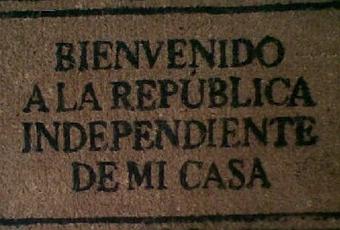 BIENVENIDO
A LA REPÚBLICA
INDEPENDIENTE
DE MI CASA